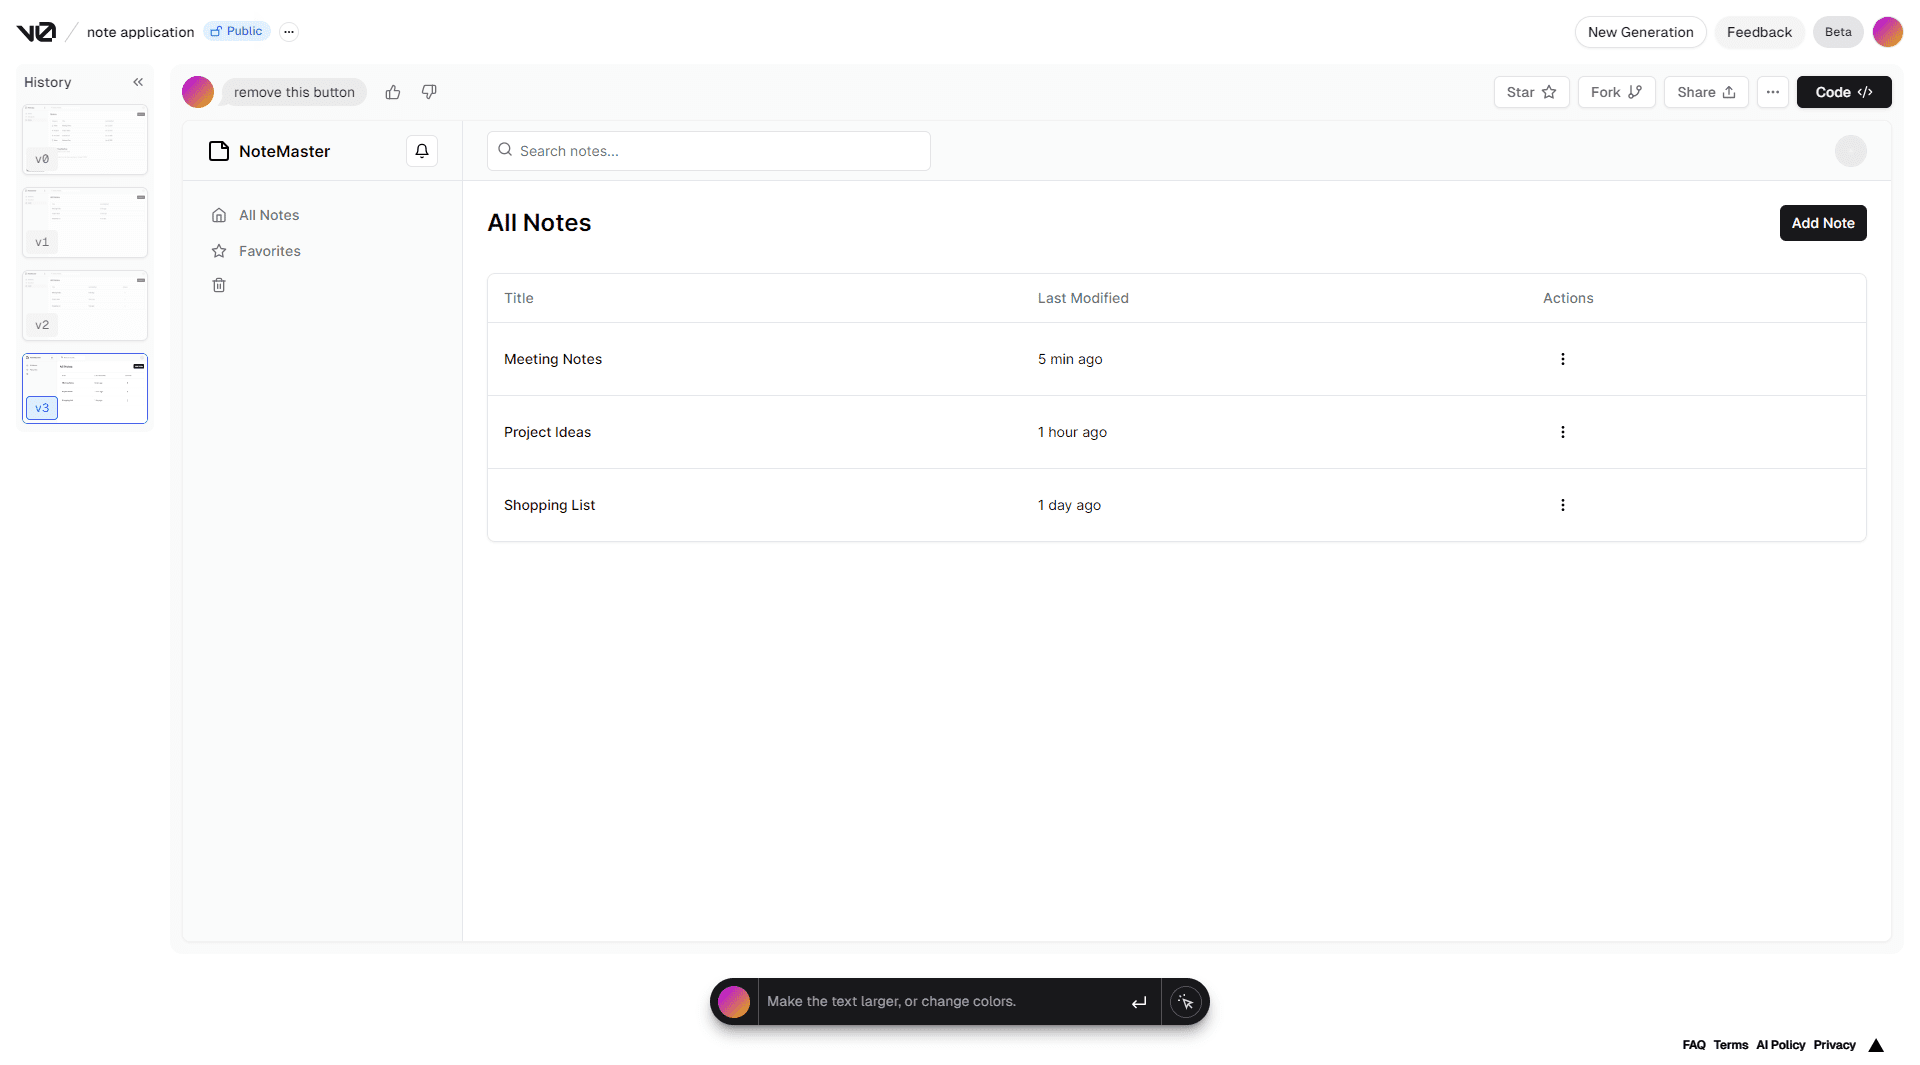 v0 / note application Public ...
New Generation Feedback Beta
History
v0
v1
v2
v3
remove this button
Star Fork Share ... Code </>
NoteMaster
Search notes...
All Notes
Favorites
All Notes
Add Note
Title Last Modified Actions
Meeting Notes 5 min ago
Project Ideas 1 hour ago
Shopping List 1 day ago
Make the text larger, or change colors.
FAQ Terms AI Policy Privacy